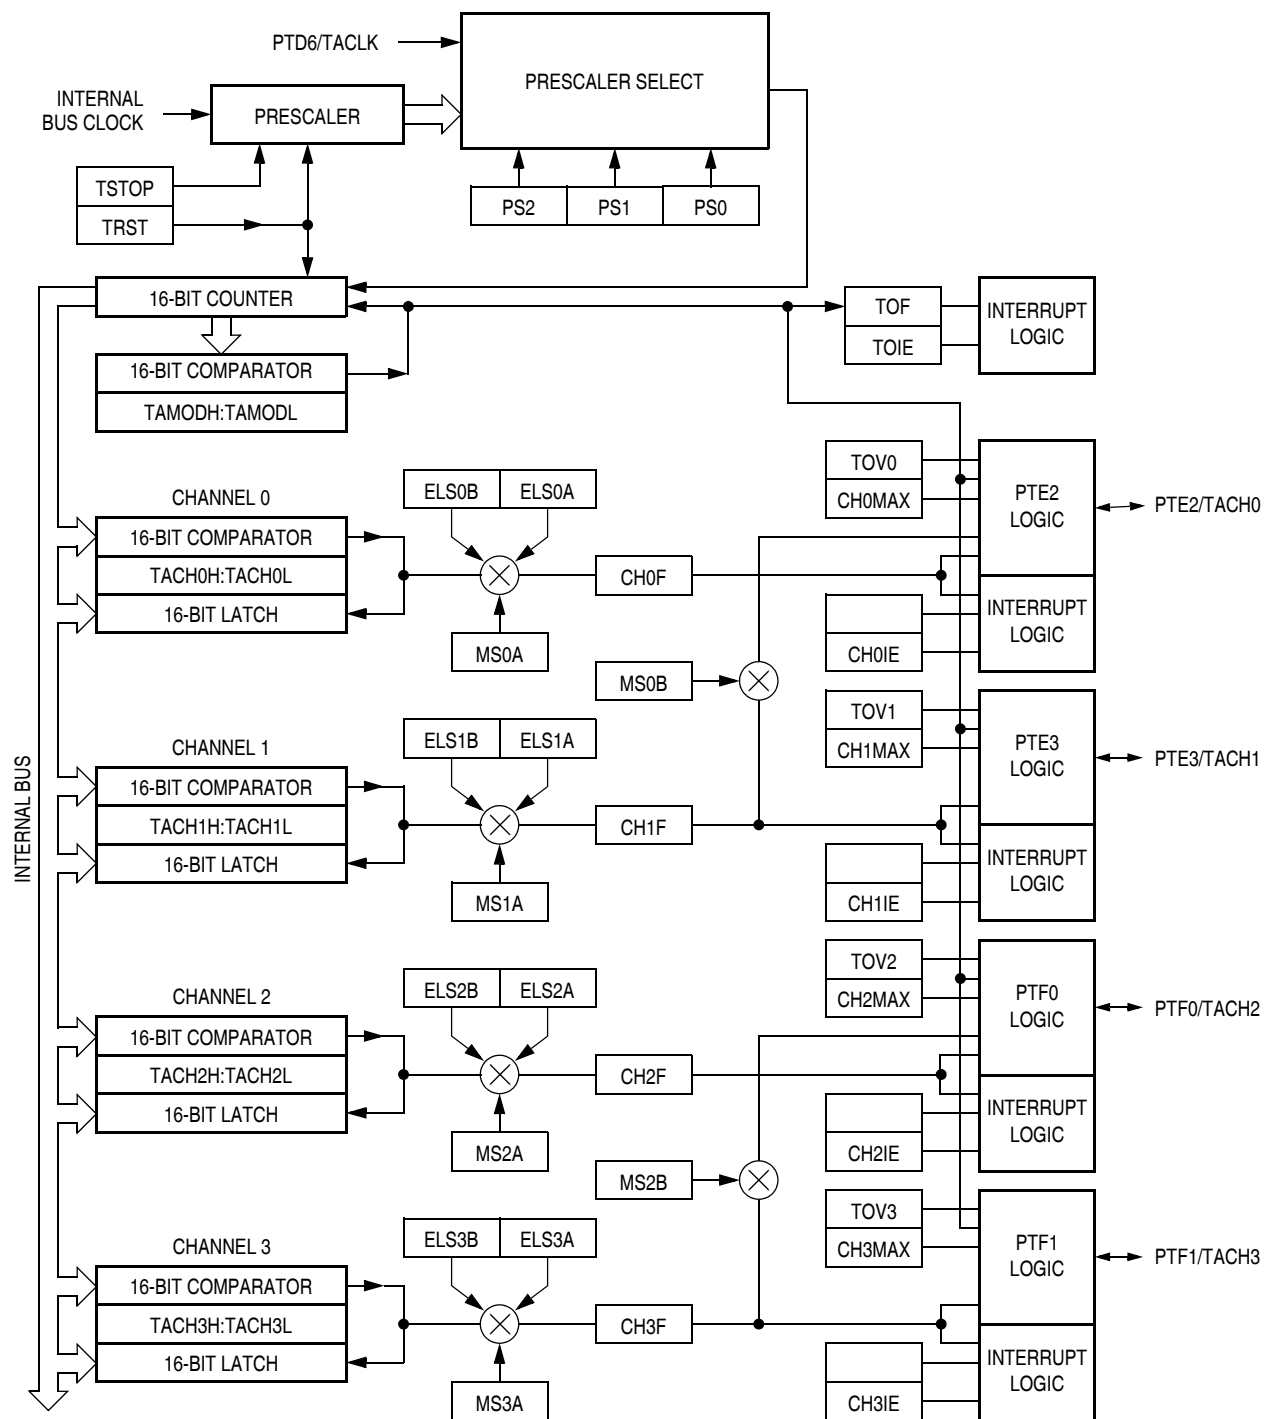 PTD6/TACLK
PRESCALER SELECT
INTERNAL
BUS CLOCK
PRESCALER
TSTOP
TRST
PS2
PS1
PS0
16-BIT COUNTER
16-BIT COMPARATOR
TAMODH:TAMODL
TOF
TOIE
INTERRUPT
LOGIC
CHANNEL 0
16-BIT COMPARATOR
TACH0H:TACH0L
16-BIT LATCH
ELS0B
ELS0A
MS0A
CH0F
MS0B
TOV0
CH0MAX
PTE2
LOGIC
PTE2/TACH0
INTERRUPT
LOGIC
CH0IE
CHANNEL 1
16-BIT COMPARATOR
TACH1H:TACH1L
16-BIT LATCH
ELS1B
ELS1A
MS1A
CH1F
TOV1
CH1MAX
PTE3
LOGIC
PTE3/TACH1
INTERRUPT
LOGIC
CH1IE
INTERNAL BUS
CHANNEL 2
16-BIT COMPARATOR
TACH2H:TACH2L
16-BIT LATCH
ELS2B
ELS2A
MS2A
CH2F
MS2B
TOV2
CH2MAX
PTF0
LOGIC
PTF0/TACH2
INTERRUPT
LOGIC
CH2IE
CHANNEL 3
16-BIT COMPARATOR
TACH3H:TACH3L
16-BIT LATCH
ELS3B
ELS3A
MS3A
CH3F
TOV3
CH3MAX
PTF1
LOGIC
PTF1/TACH3
INTERRUPT
LOGIC
CH3IE